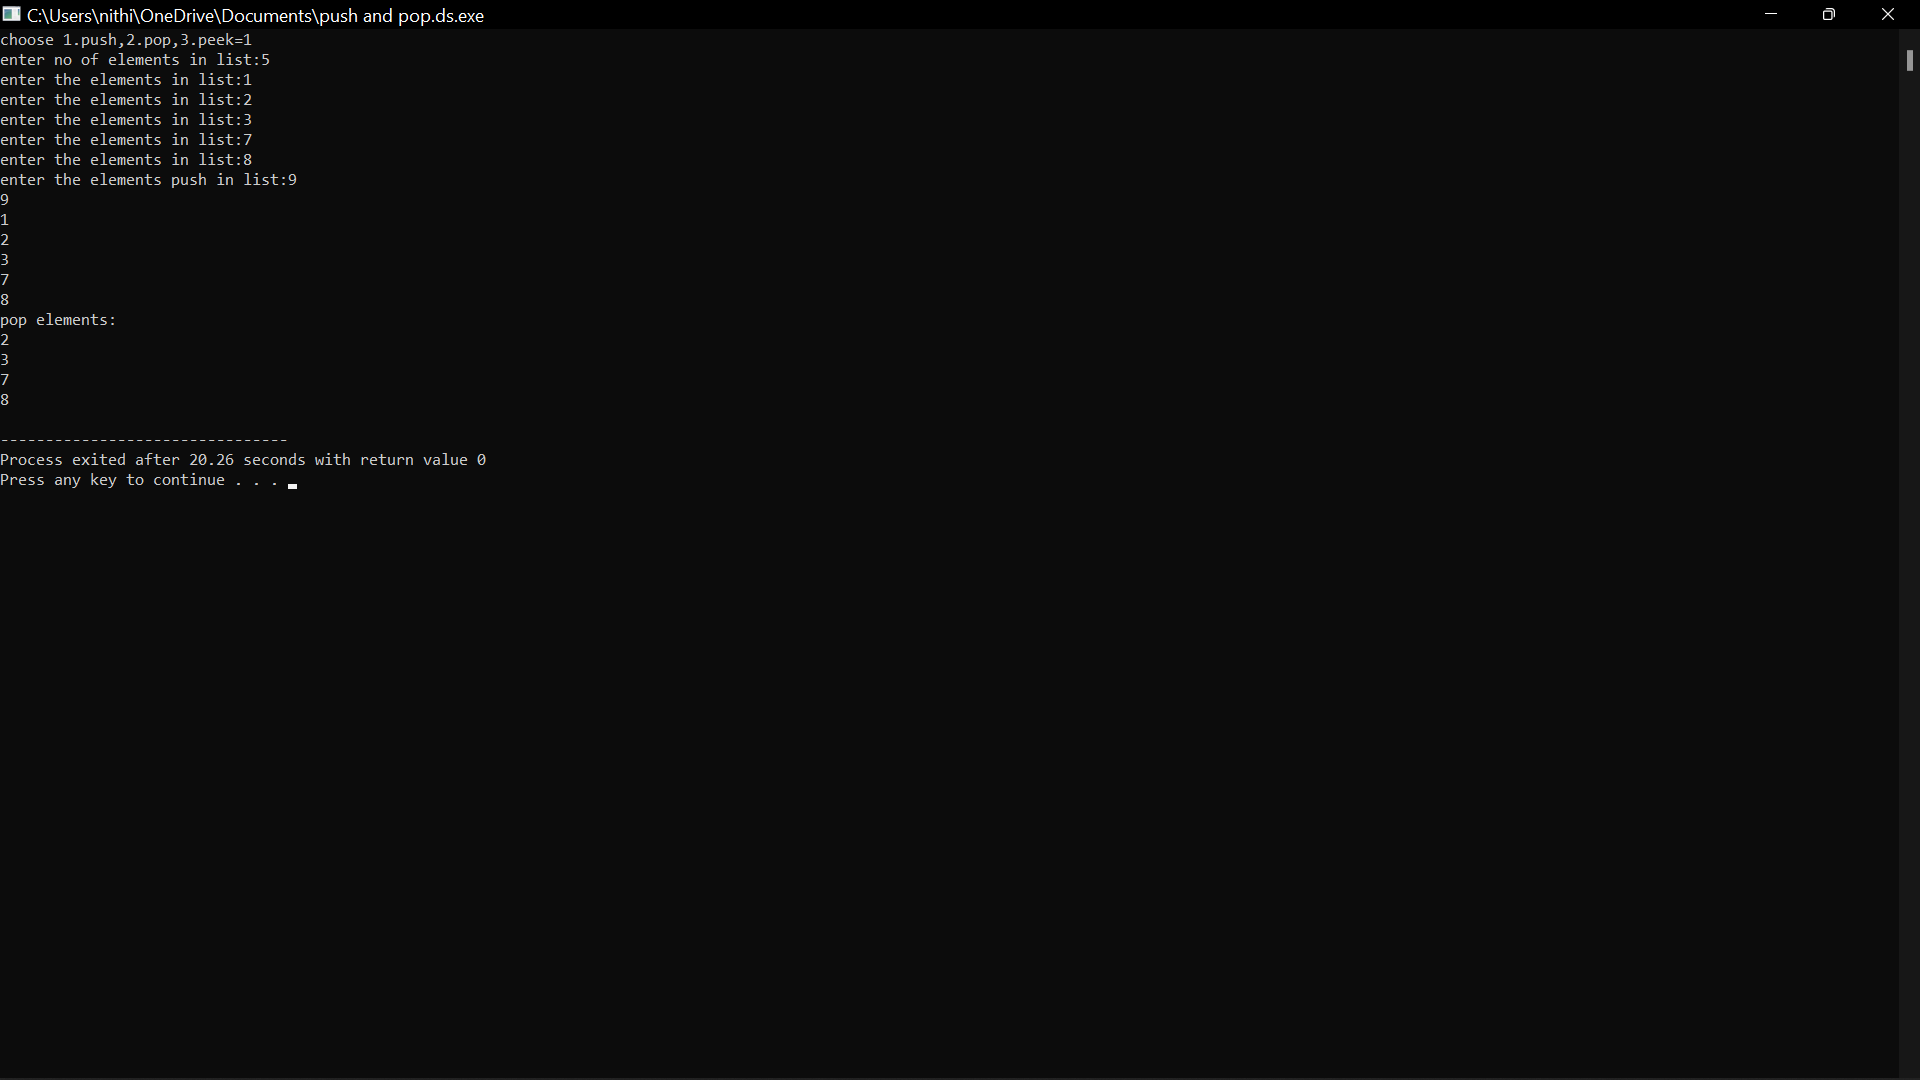 C:\Users\nithi\OneDrive\Documents\push and pop.ds.exe
choose 1.push,2.pop,3.peek=1
enter no of elements in list:5
enter the elements in list:1
enter the elements in list:2
enter the elements in list:3
enter the elements in list:7
enter the elements in list:8
enter the elements push in list:9
9
1
2
3
7
8
pop elements:
2
3
7
8
--------------------------------
Process exited after 20.26 seconds with return value 0
Press any key to continue . . .